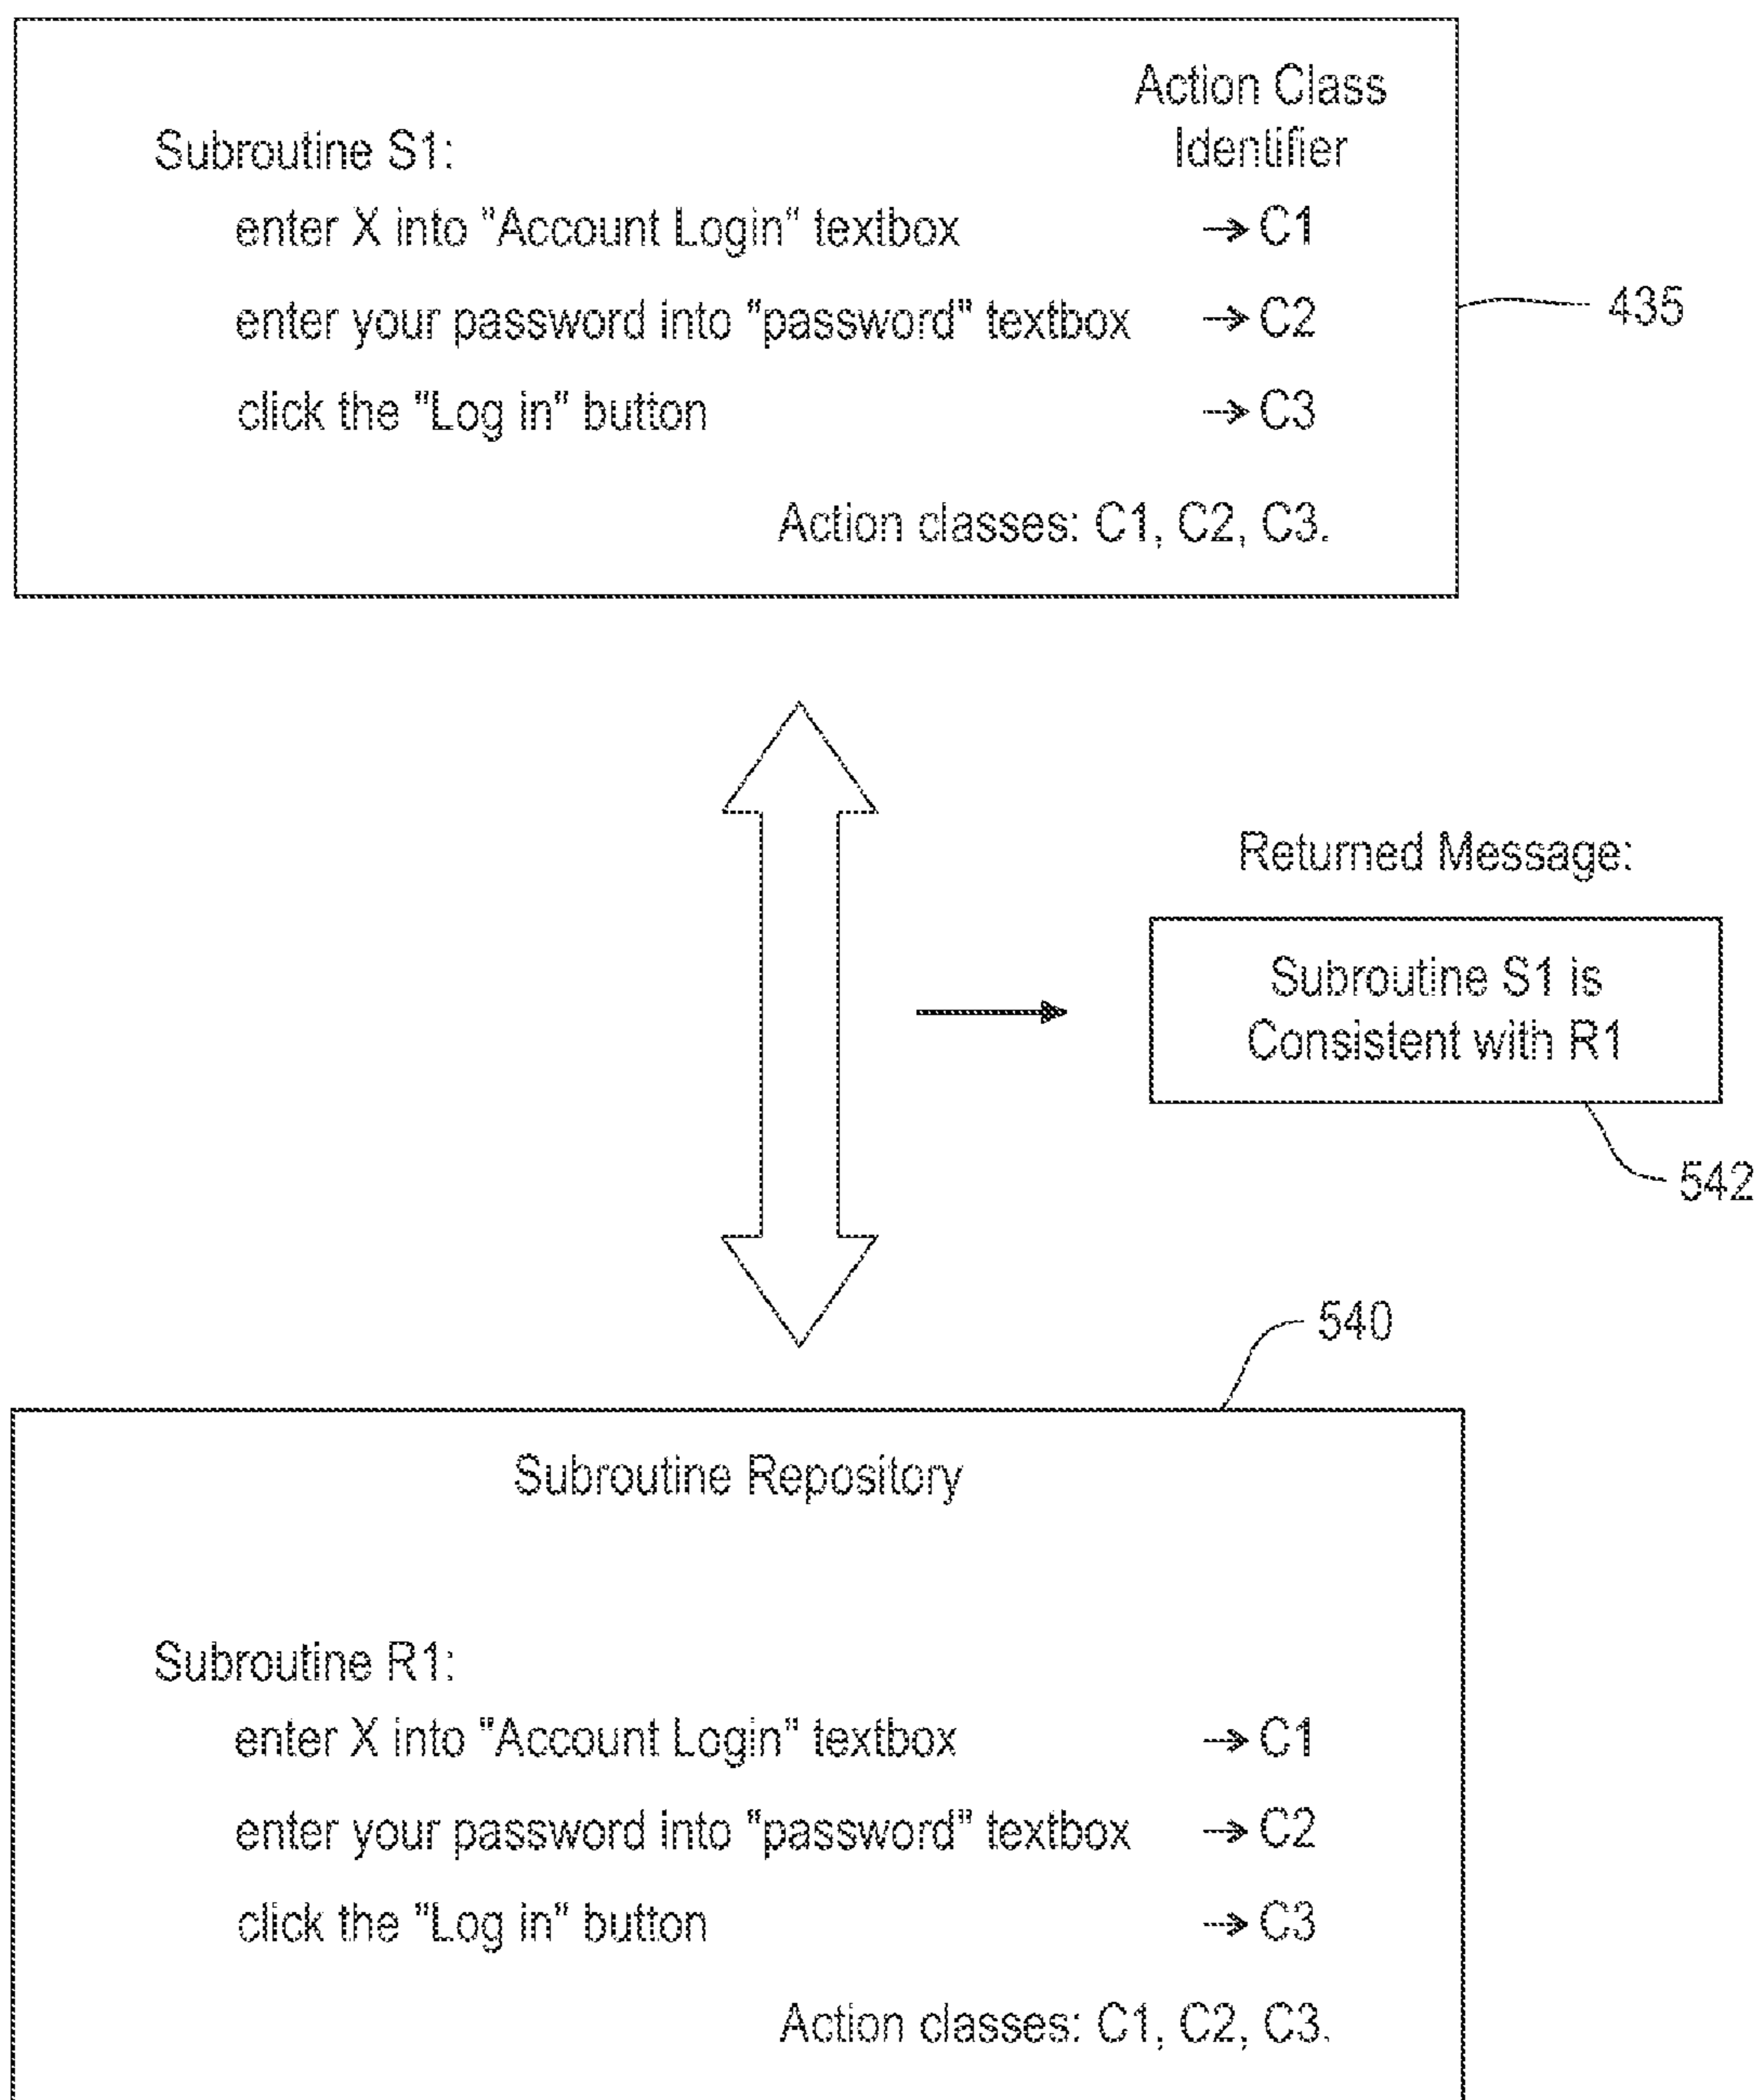 Action Class
Identifier
Subroutine S1:
enter X into "Account Login" textbox → C1
enter your password into "password" textbox → C2
click the "Log in" button → C3
Action classes: C1, C2, C3.
435
Returned Message:
Subroutine S1 is
Consistent with R1
542
540
Subroutine Repository
Subroutine R1:
enter X into "Account Login" textbox → C1
enter your password into "password" textbox → C2
click the "Log in" button → C3
Action classes: C1, C2, C3.